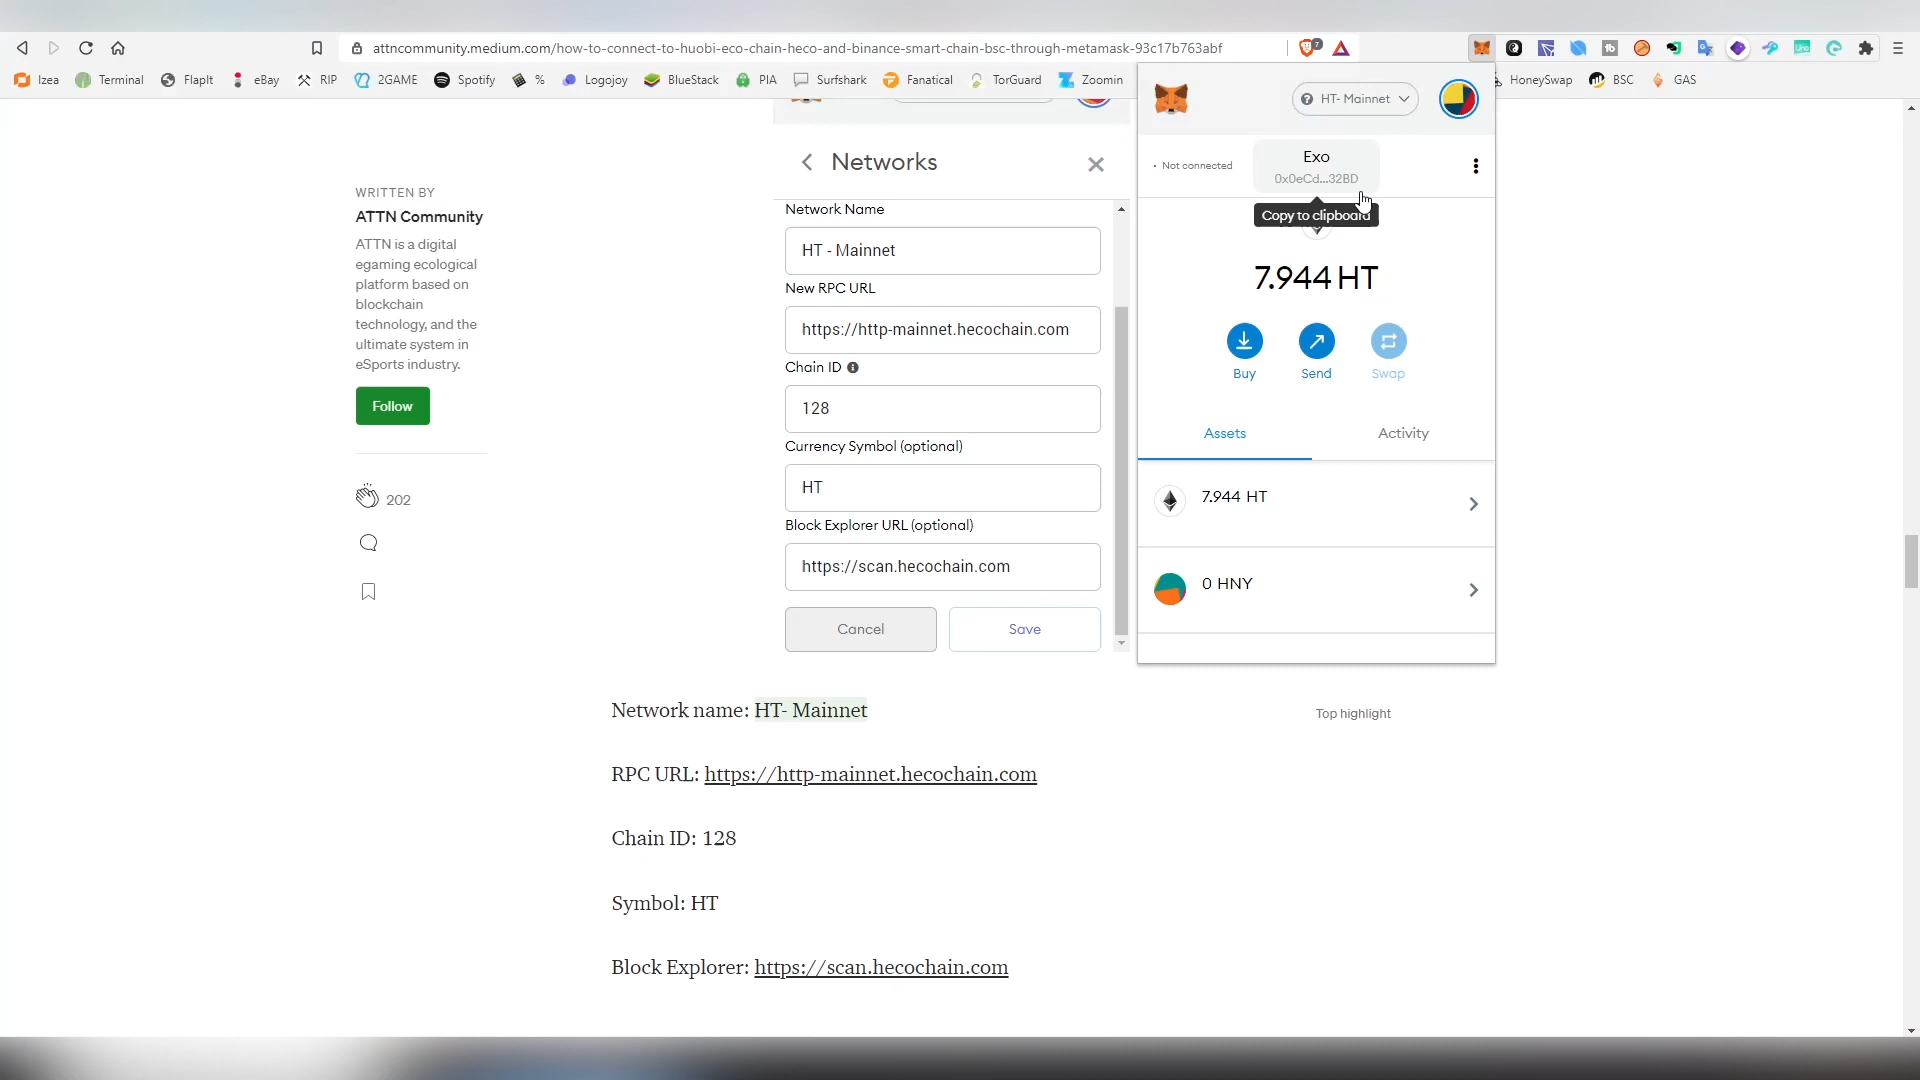 attncommunity.medium.com/how-to-connect-to-huobi-eco-chain-heco-and-binance-smart-chain-bsc-through-metamask-93c17b763abf
7
Izea
Terminal
FlapIt
eBay
RIP
2GAME
Spotify
%
Logojoy
BlueStack
PIA
Surfshark
Fanatical
TorGuard
Zoomin
HoneySwap
BSC
GAS
WRITTEN BY
ATTN Community
ATTN is a digital
egaming ecological
platform based on
blockchain
technology, and the
ultimate system in
eSports industry.
Follow
202
Networks
Network Name
HT - Mainnet
New RPC URL
https://http-mainnet.hecochain.com
Chain ID
128
Currency Symbol (optional)
HT
Block Explorer URL (optional)
https://scan.hecochain.com
Cancel
Save
HT- Mainnet
Not connected
Exo
0x0eCd...32BD
Copy to clipboard
7.944 HT
Buy
Send
Swap
Assets
Activity
7.944 HT
0 HNY
Network name: HT- Mainnet
Top highlight
RPC URL: https://http-mainnet.hecochain.com
Chain ID: 128
Symbol: HT
Block Explorer: https://scan.hecochain.com